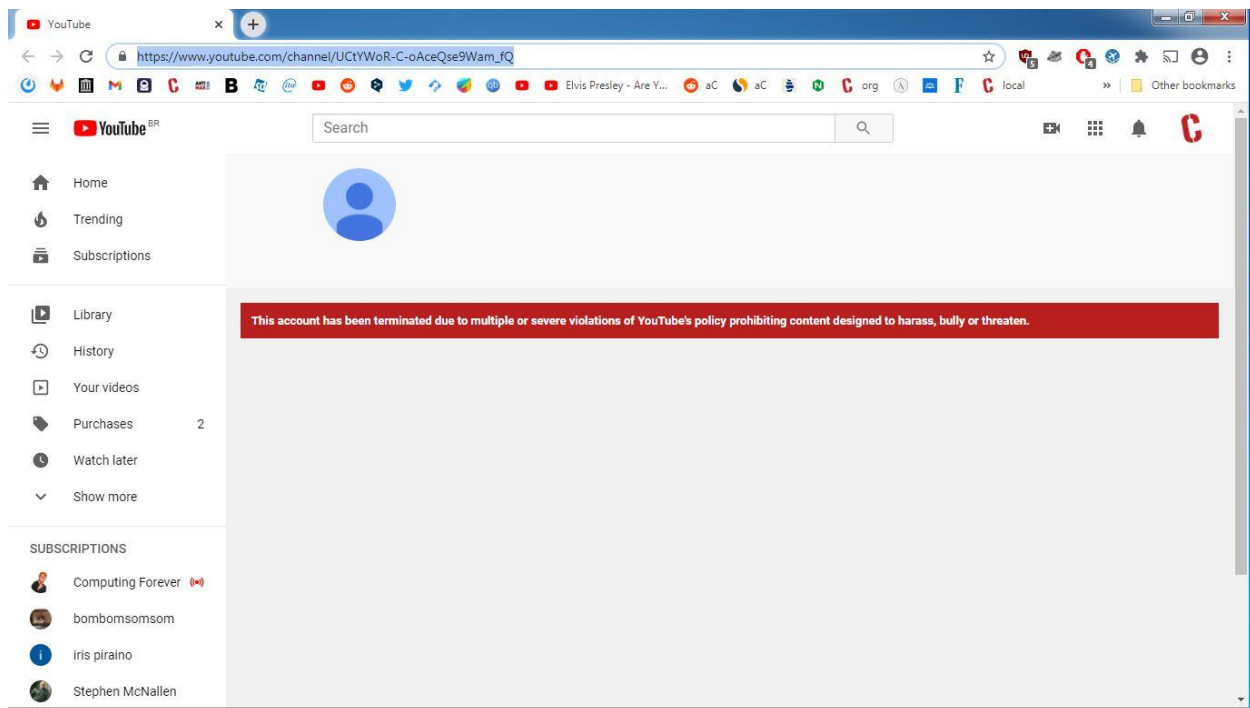 YouTube
https://www.youtube.com/channel/UCtYWoR-C-oAceQse9Wam_fQ
Elvis Presley - Are Y... aC aC org local » Other bookmarks
YouTube BR
Search
Home
Trending
Subscriptions
Library
History
Your videos
Purchases 2
Watch later
Show more
SUBSCRIPTIONS
Computing Forever
bombomsomsom
iris piraino
Stephen McNallen
This account has been terminated due to multiple or severe violations of YouTube's policy prohibiting content designed to harass, bully or threaten.